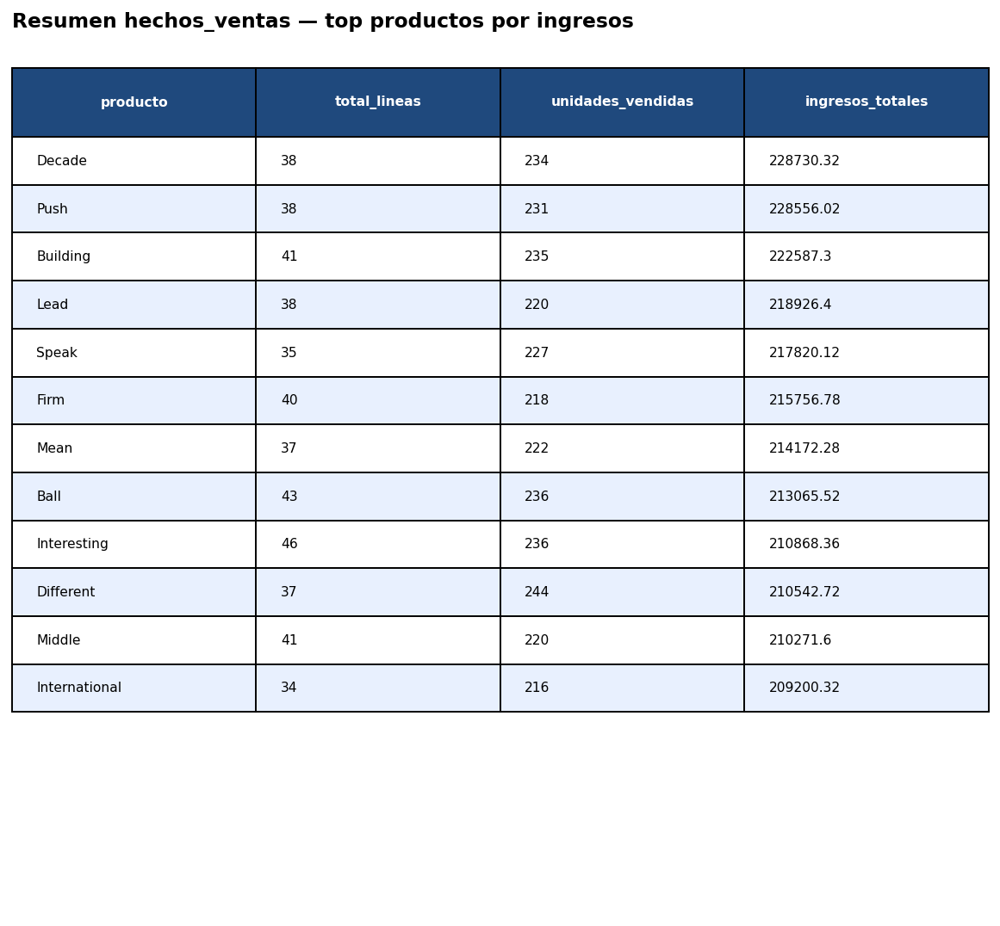 Resumen hechos_ventas — top productos por ingresos
producto total_lineas unidades_vendidas ingresos_totales
Decade 38 234 228730.32
Push 38 231 228556.02
Building 41 235 222587.3
Lead 38 220 218926.4
Speak 35 227 217820.12
Firm 40 218 215756.78
Mean 37 222 214172.28
Ball 43 236 213065.52
Interesting 46 236 210868.36
Different 37 244 210542.72
Middle 41 220 210271.6
International 34 216 209200.32